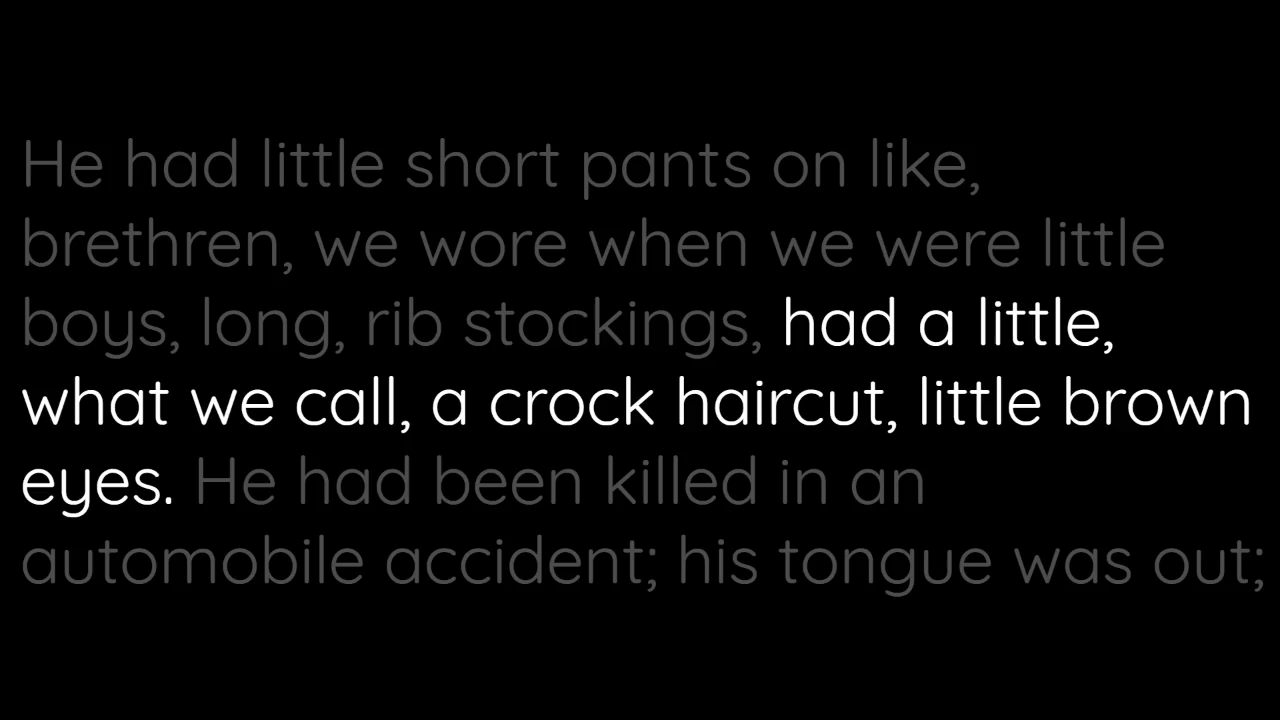 He had little short pants on like,
brethren, we wore when we were little
boys, long, rib stockings, had a little,
what we call, a crock haircut, little brown
eyes. He had been killed in an
automobile accident; his tongue was out;